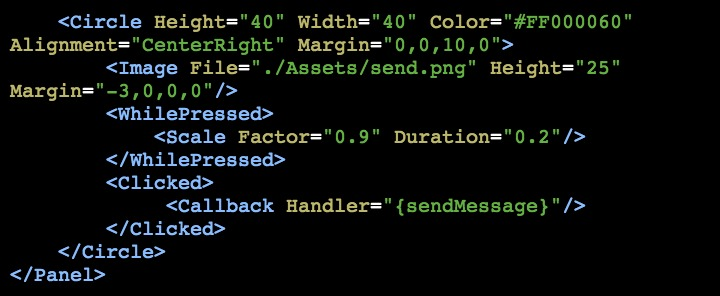 <Circle Height="40" Width="40" Color="#FF000060"
Alignment="CenterRight" Margin="0,0,10,0">
<Image File="./Assets/send.png" Height="25"
Margin="-3,0,0,0"/>
<WhilePressed>
<Scale Factor="0.9" Duration="0.2"/>
</WhilePressed>
<Clicked>
<Callback Handler="{sendMessage}"/>
</Clicked>
</Circle>
</Panel>